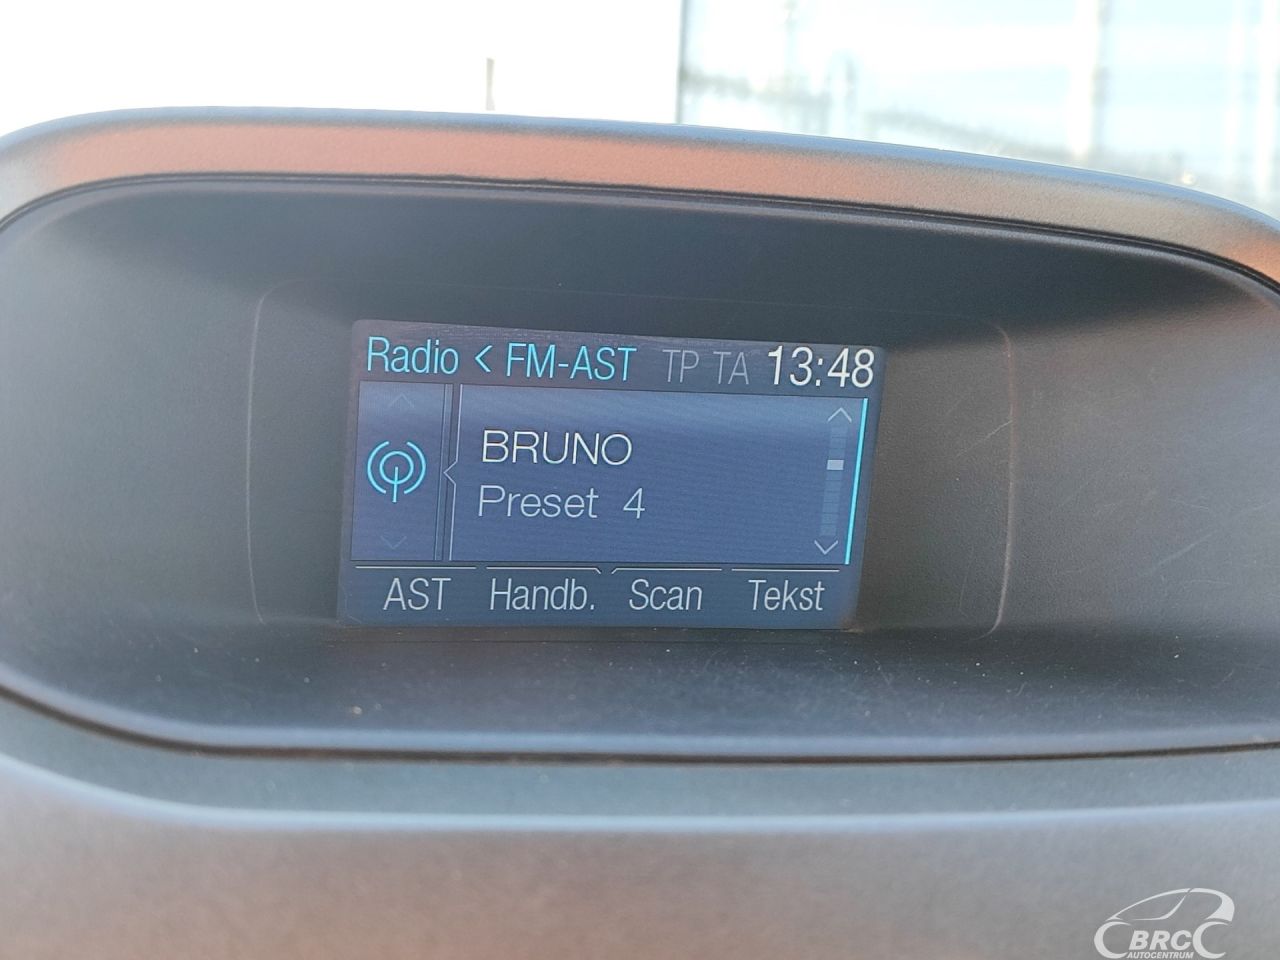 Radio < FM-AST TP TA 13:48
BRUNO
Preset 4
AST Handb. Scan Tekst
BRC
AUTOCENTRUM